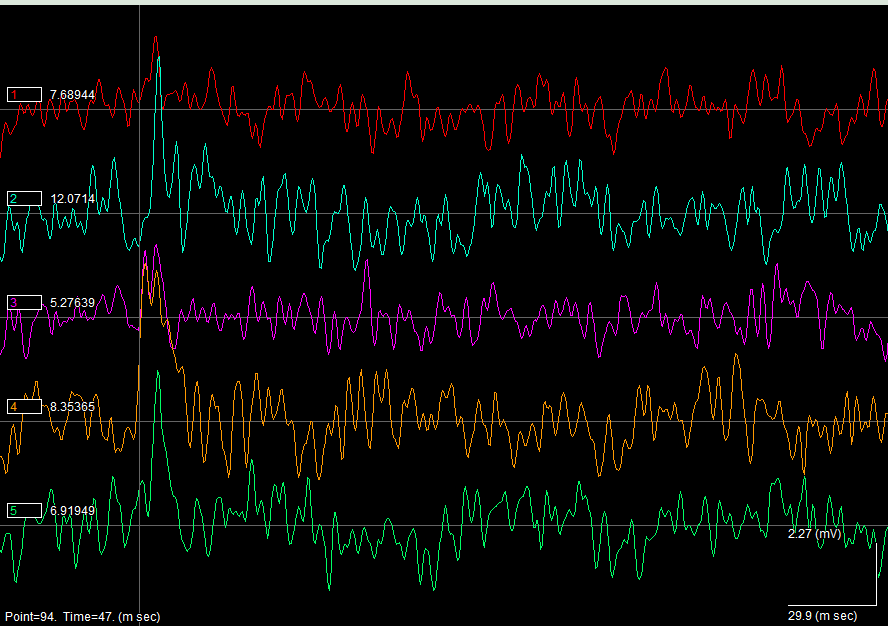 1 7.68944
2 12.0714
3 5.27639
4 8.35365
5 6.91949
2.27 (mV)
29.9 (m sec)
Point=94. Time=47. (m sec)